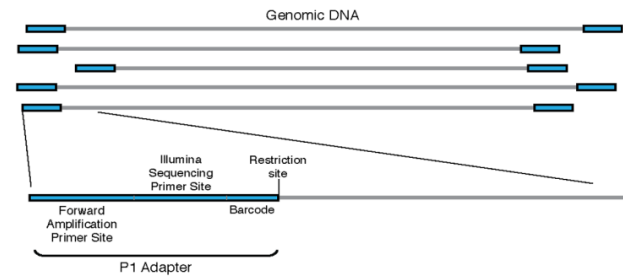 Genomic DNA
Illumina
Sequencing
Primer Site
Restriction
site
Forward
Amplification
Primer Site
Barcode
P1 Adapter